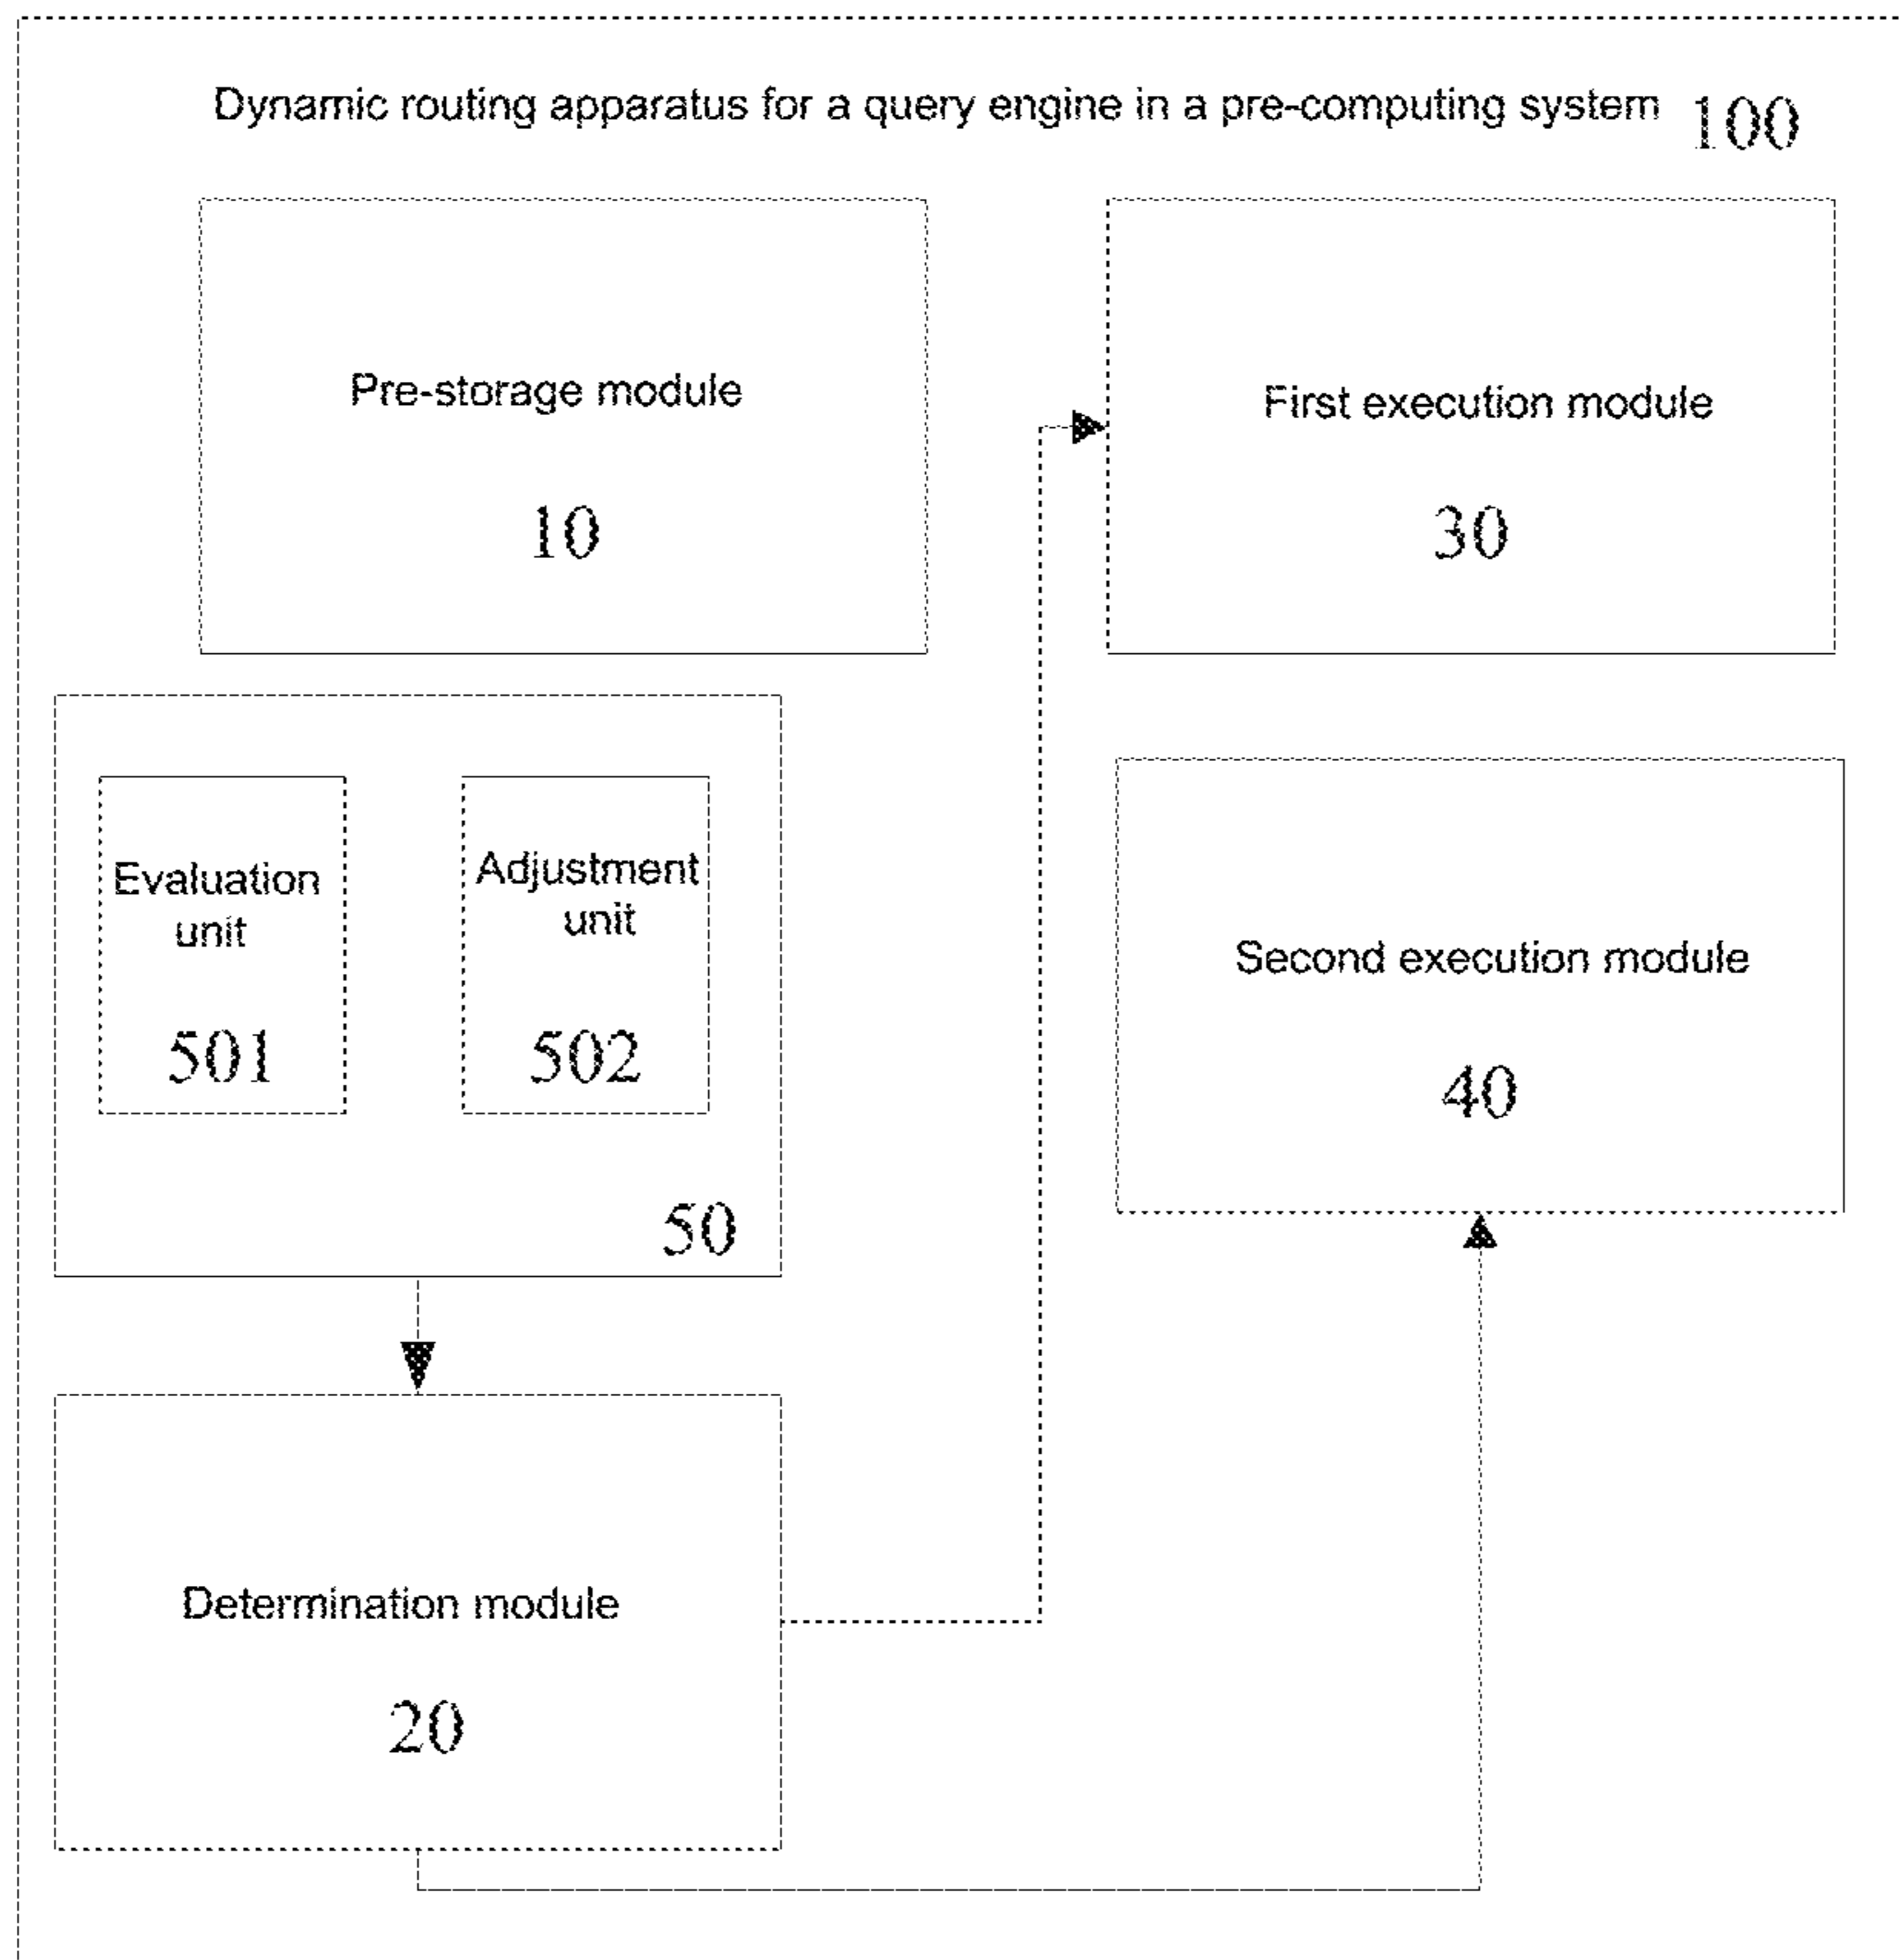 Dynamic routing apparatus for a query engine in a pre-computing system 100
Pre-storage module
10
First execution module
30
Evaluation
unit
501
Adjustment
unit
502
50
Second execution module
40
Determination module
20